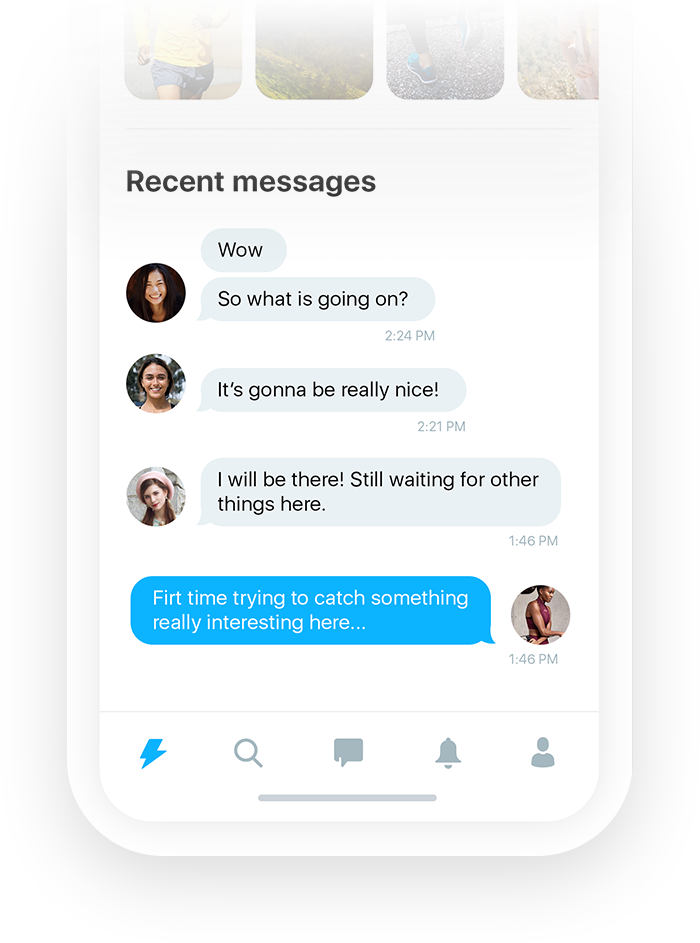 Recent messages
Wow
So what is going on?
2:24 PM
It’s gonna be really nice!
2:21 PM
I will be there! Still waiting for other
things here.
1:46 PM
Firt time trying to catch something
really interesting here...
1:46 PM